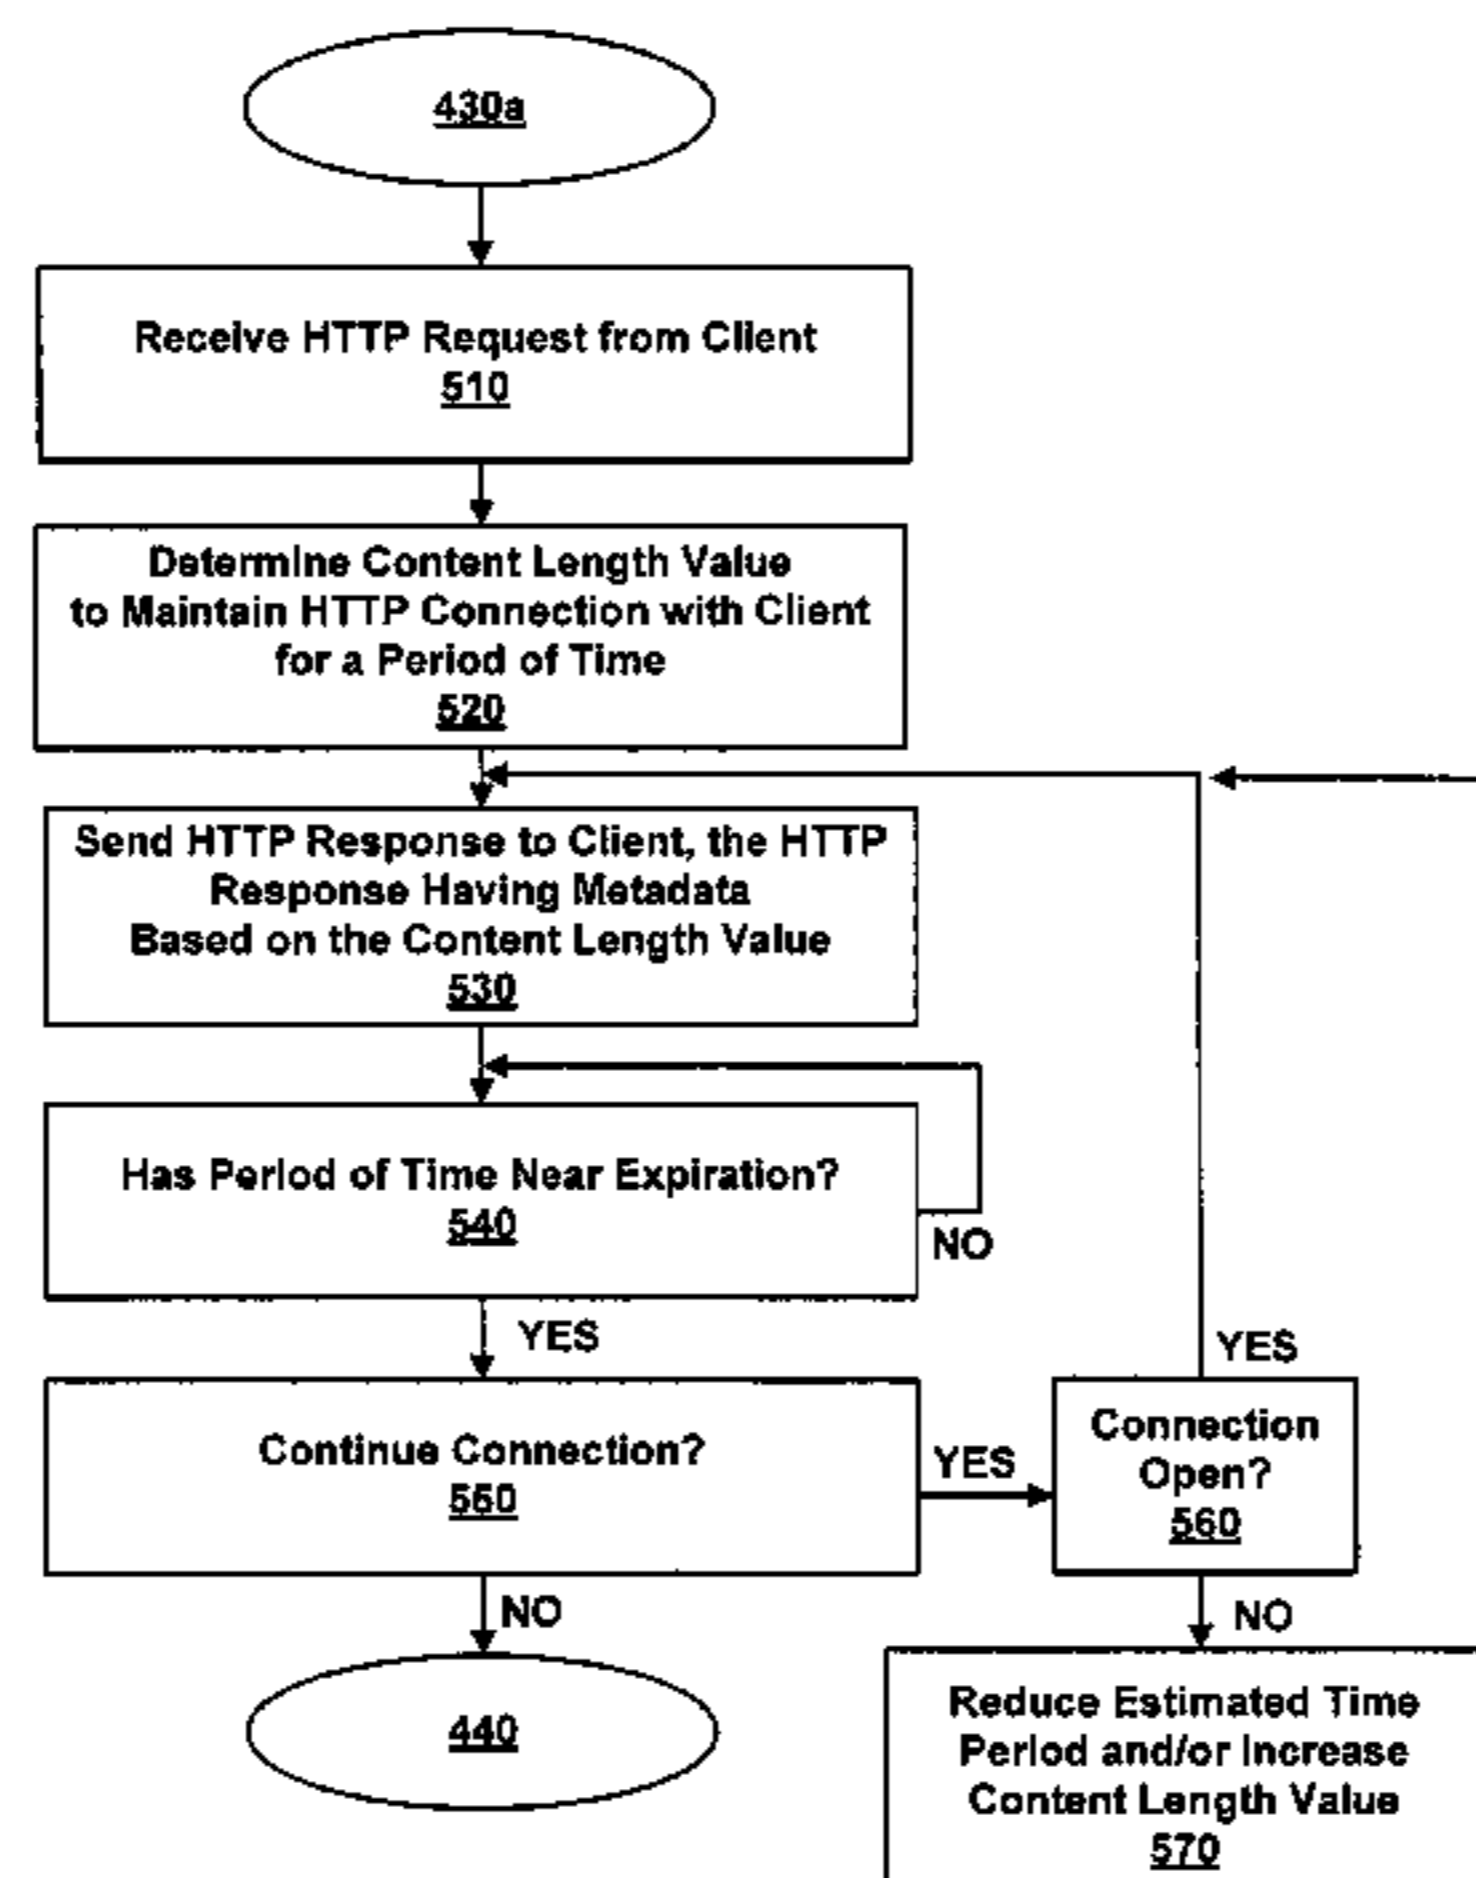 430a
Receive HTTP Request from Client
510
Determine Content Length Value
to Maintain HTTP Connection with Client
for a Period of Time
520
Send HTTP Response to Client, the HTTP
Response Having Metadata
Based on the Content Length Value
530
Has Period of Time Near Expiration?
540
NO
YES
Continue Connection?
550
YES
Connection
Open?
560
YES
NO
NO
440
Reduce Estimated Time
Period and/or Increase
Content Length Value
570